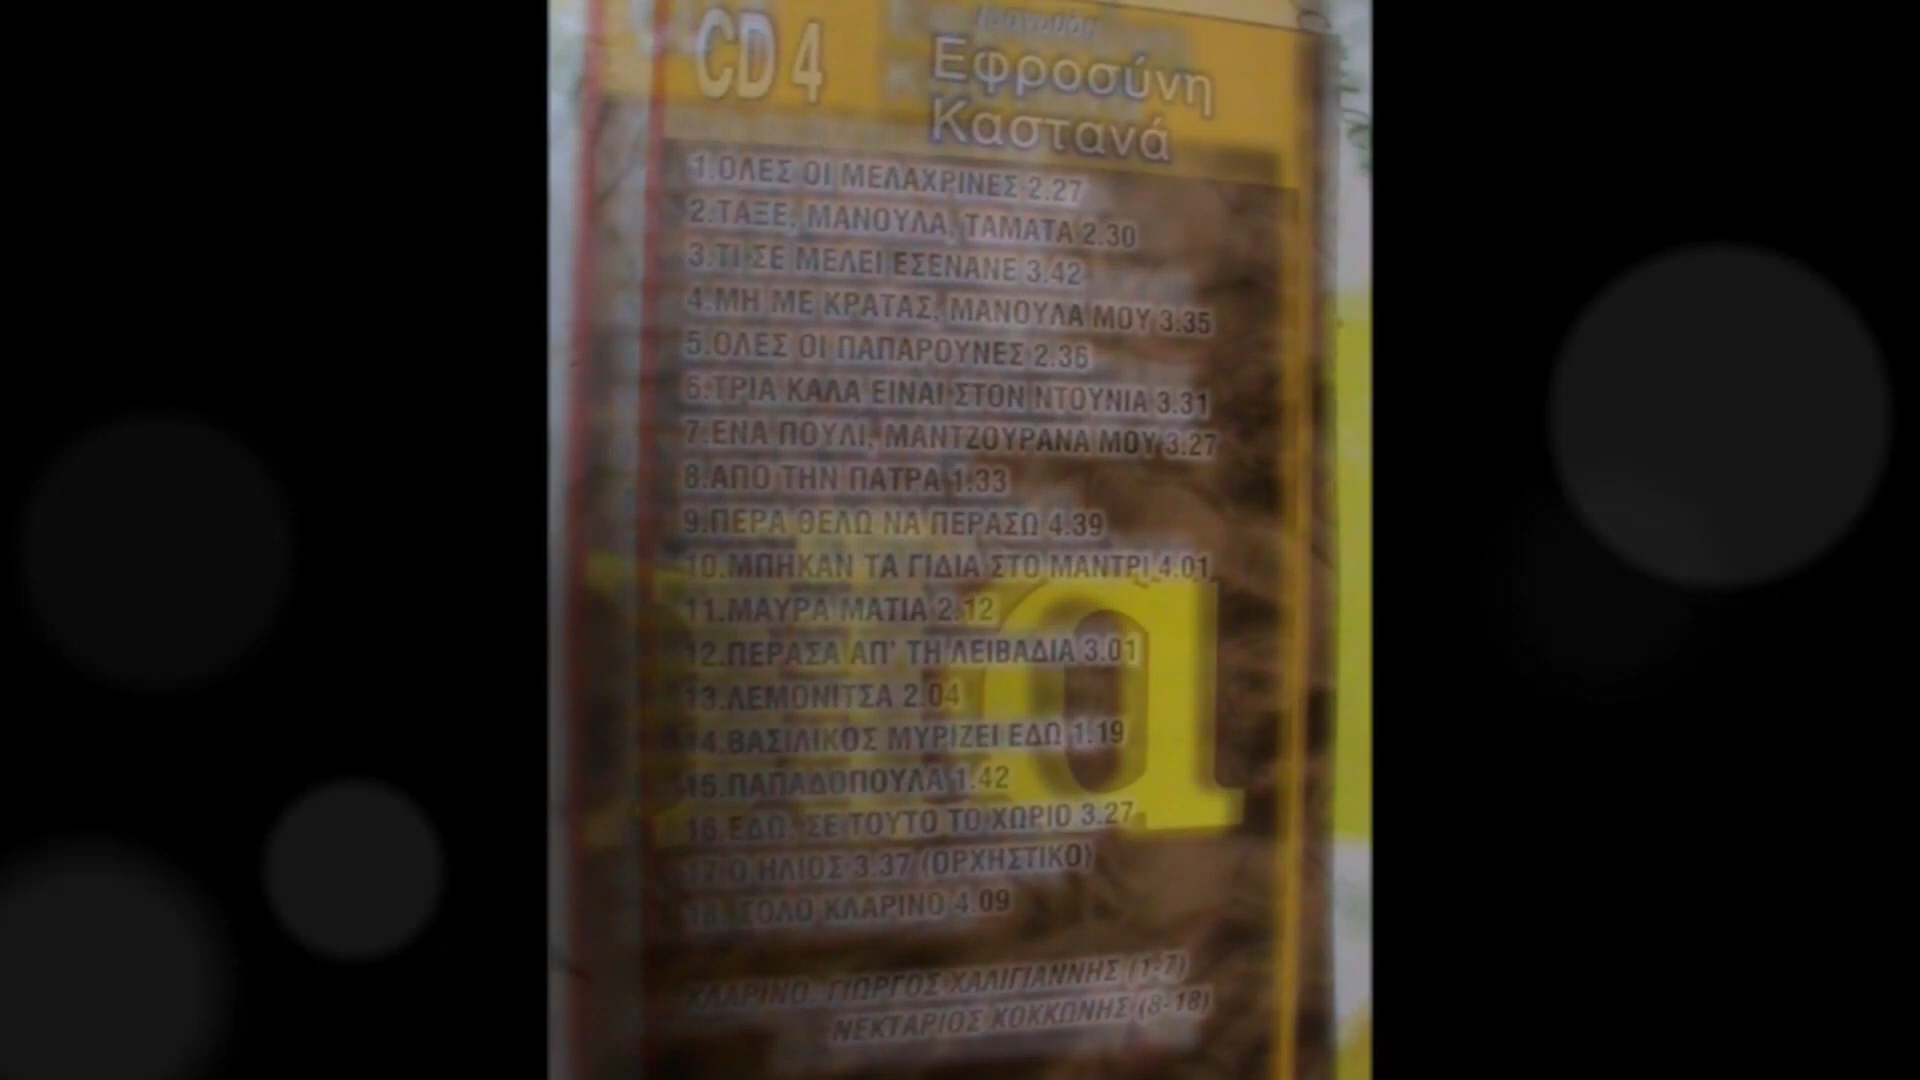 CD 4
τραγουδά
Εφροσύνη
Καστανά
1.ΟΛΕΣ ΟΙ ΜΕΛΑΧΡΙΝΕΣ 2.27
2.ΤΑΞΕ, ΜΑΝΟΥΛΑ, ΤΑΜΑΤΑ 2.30
3.ΤΙ ΣΕ ΜΕΛΕΙ ΕΣΕΝΑΝΕ 3.42
4.ΜΗ ΜΕ ΚΡΑΤΑΣ, ΜΑΝΟΥΛΑ ΜΟΥ 3.35
5.ΟΛΕΣ ΟΙ ΠΑΠΑΡΟΥΝΕΣ 2.36
6.ΤΡΙΑ ΚΑΛΑ ΕΙΝΑΙ ΣΤΟΝ ΝΤΟΥΝΙΑ 3.31
7.ΕΝΑ ΠΟΥΛΙ, ΜΑΝΤΖΟΥΡΑΝΑ ΜΟΥ 3.27
8.ΑΠΟ ΤΗΝ ΠΑΤΡΑ 1.33
9.ΠΕΡΑ ΘΕΛΩ ΝΑ ΠΕΡΑΣΩ 4.39
10.ΜΠΗΚΑΝ ΤΑ ΓΙΔΙΑ ΣΤΟ ΜΑΝΤΡΙ 4.01
11.ΜΑΥΡΑ ΜΑΤΙΑ 2.12
12.ΠΕΡΑΣΑ ΑΠ' ΤΗ ΛΕΙΒΑΔΙΑ 3.01
13.ΛΕΜΟΝΙΤΣΑ 2.04
14.ΒΑΣΙΛΙΚΟΣ ΜΥΡΙΖΕΙ ΕΔΩ 1.19
15.ΠΑΠΑΔΟΠΟΥΛΑ 1.42
16.ΕΔΩ, ΣΕ ΤΟΥΤΟ ΤΟ ΧΩΡΙΟ 3.27
17.Ο ΗΛΙΟΣ 3.37 (ΟΡΧΗΣΤΙΚΟ)
18. ΣΟΛΟ ΚΛΑΡΙΝΟ 4.09
ΚΛΑΡΙΝΟ: ΓΙΩΡΓΟΣ ΧΑΛΙΓΙΑΝΝΗΣ (1-7)
ΝΕΚΤΑΡΙΟΣ ΚΟΚΚΩΝΗΣ (8-18)